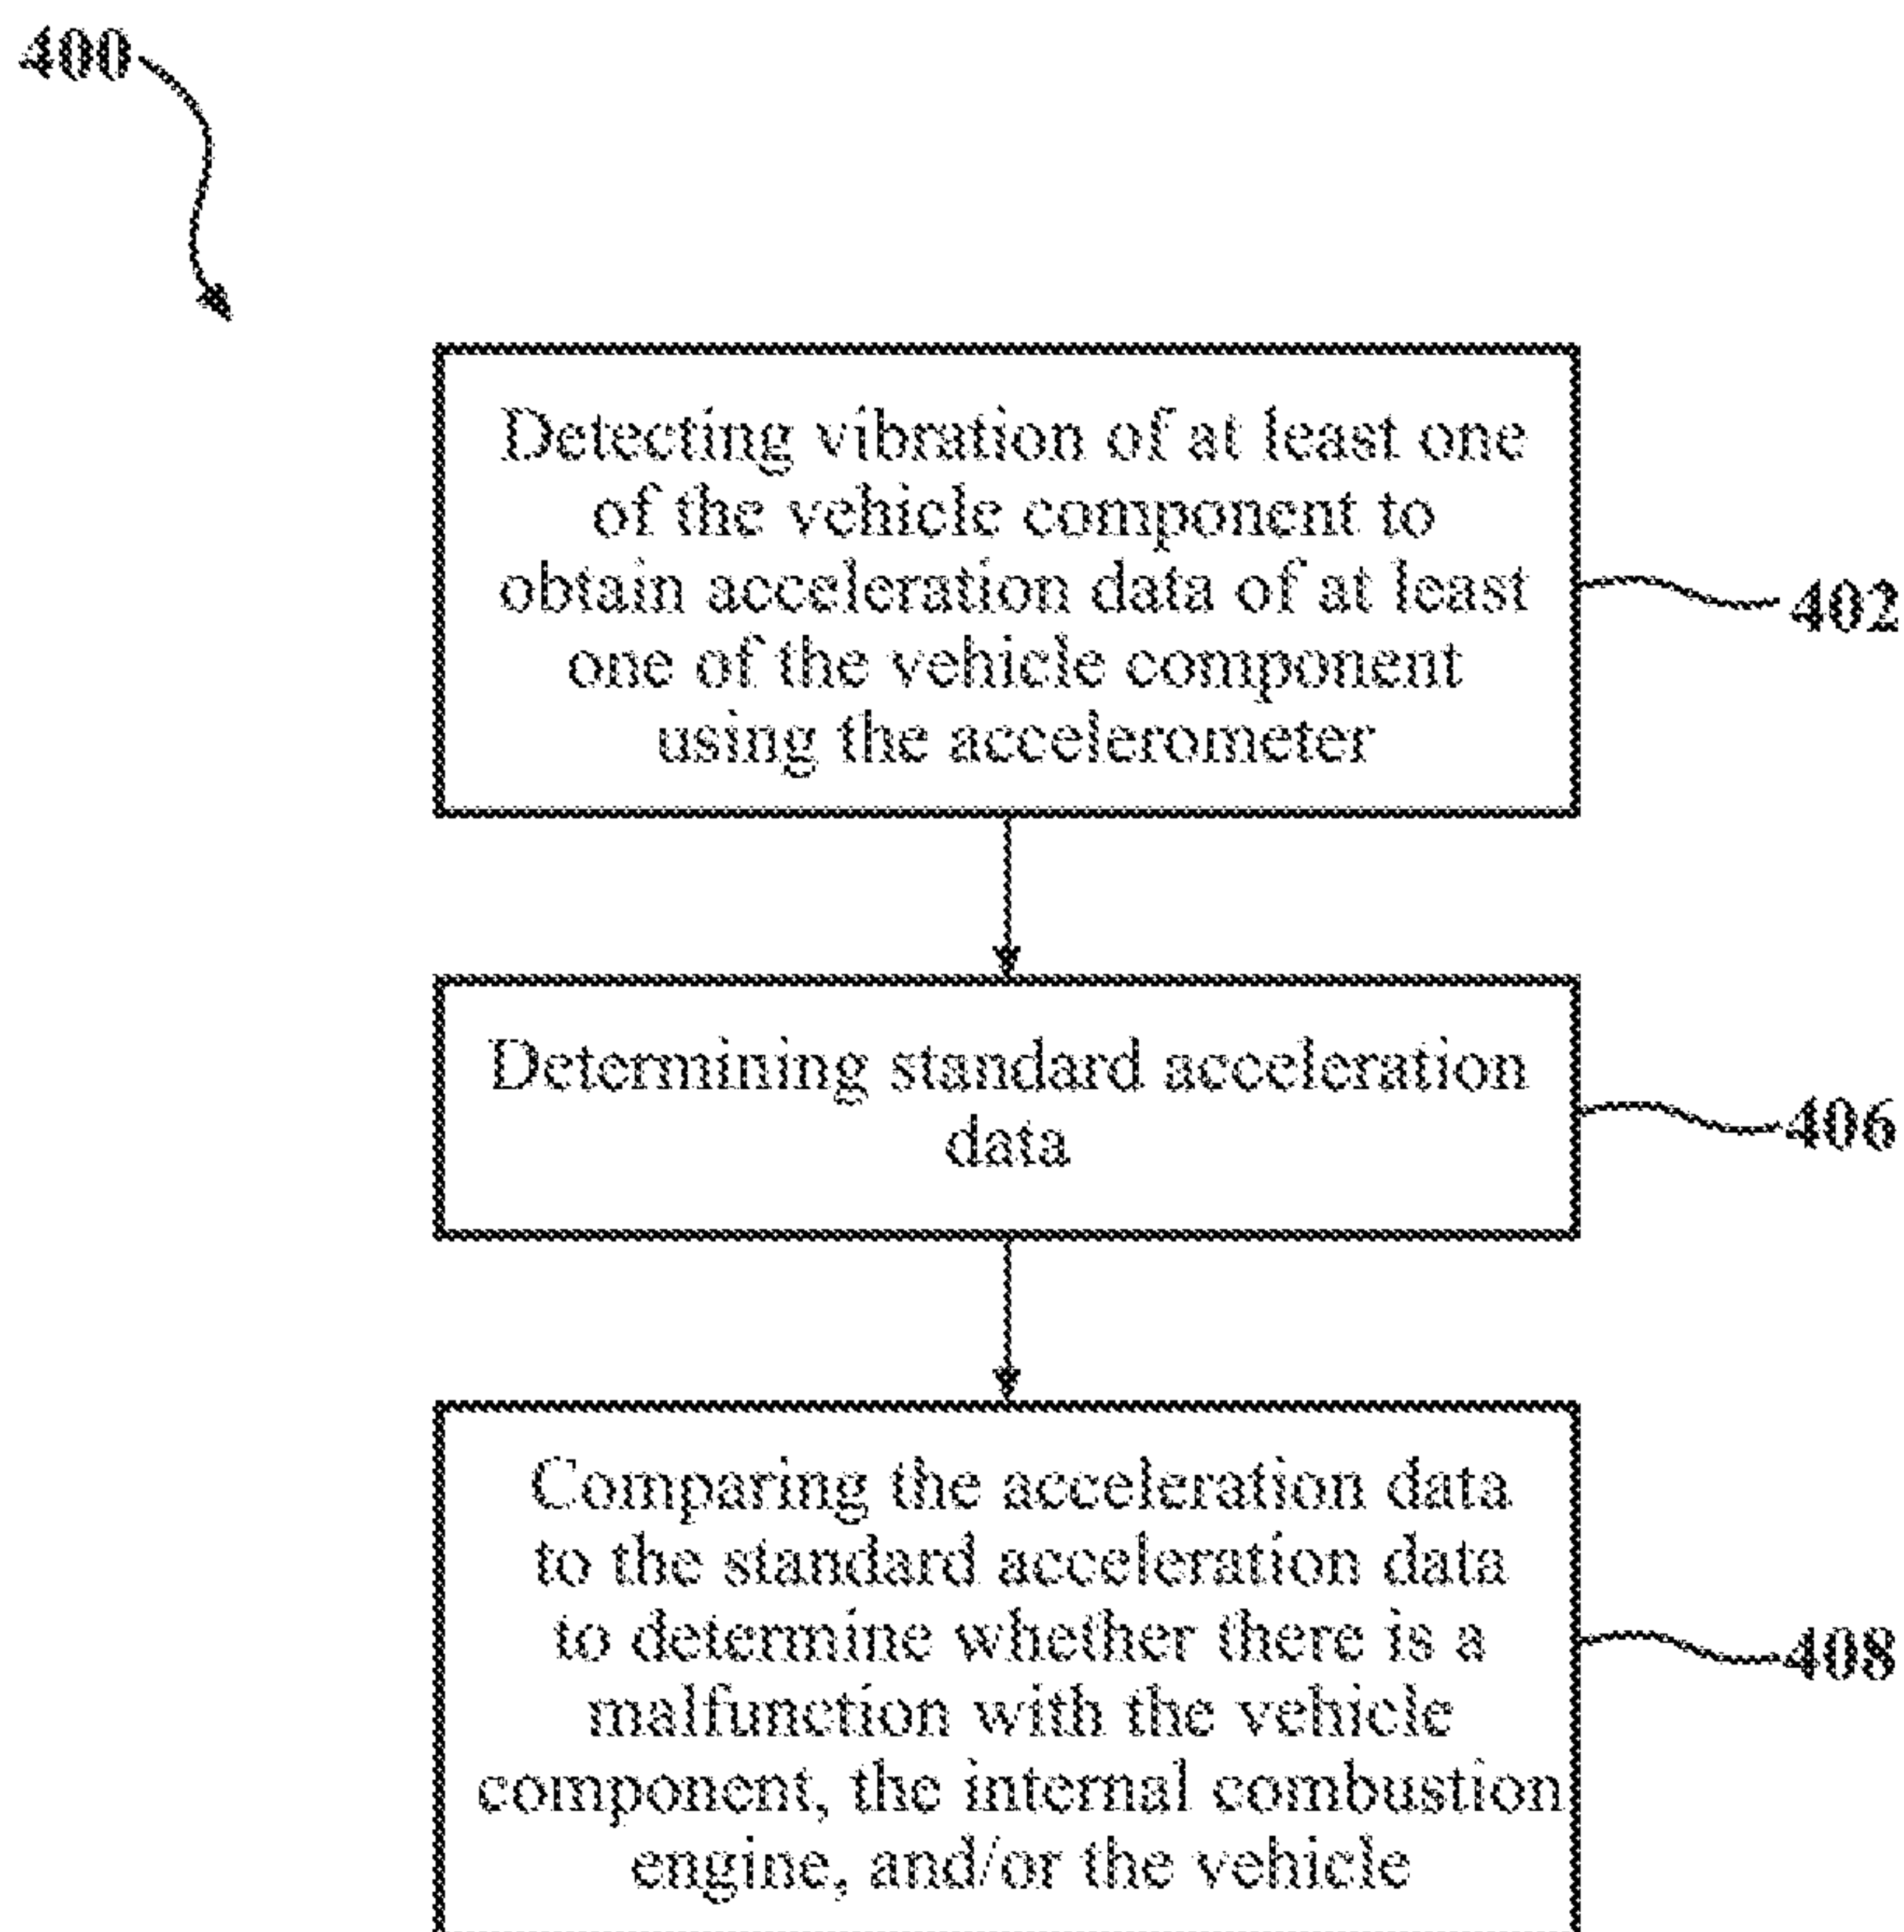 400
Detecting vibration of at least one
of the vehicle component to
obtain acceleration data of at least
one of the vehicle component
using the accelerometer
402
Determining standard acceleration
data
406
Comparing the acceleration data
to the standard acceleration data
to determine whether there is a
malfunction with the vehicle
component, the internal combustion
engine, and/or the vehicle
408